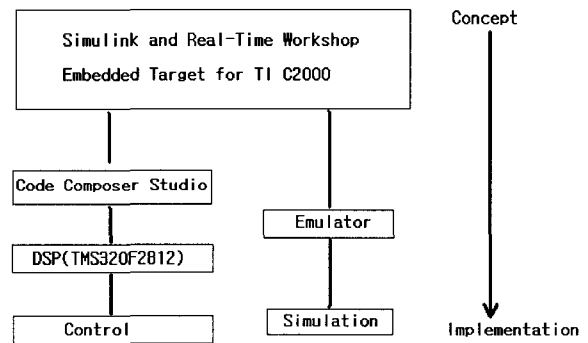 Simulink and Real-Time Workshop
Embedded Target for TI C2000
Concept
Code Composer Studio
Emulator
DSP(TMS320F2812)
Control
Simulation
Implementation